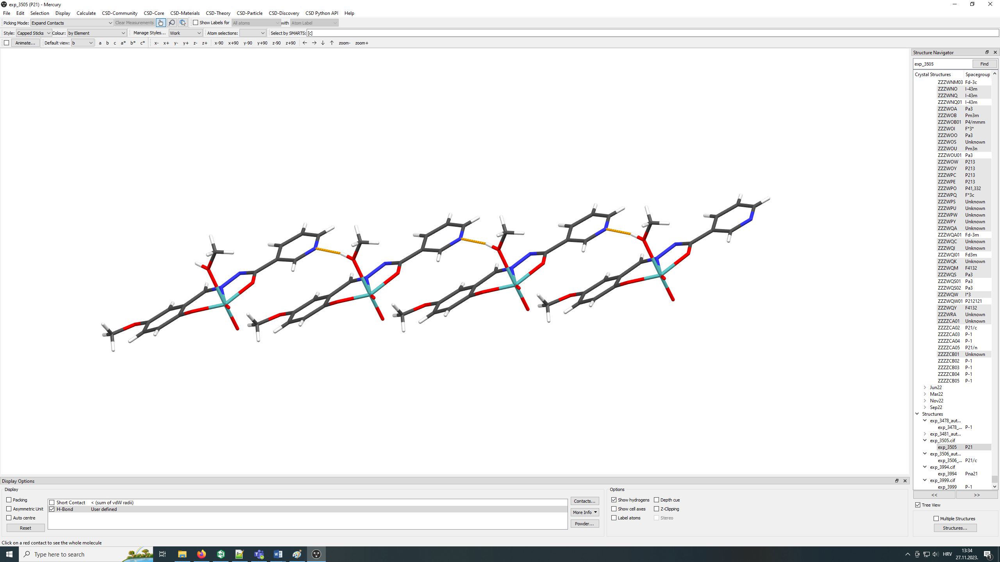 exp_3505 (P21) - Mercury
File Edit Selection Display Calculate CSD-Community CSD-Core CSD-Materials CSD-Theory CSD-Particle CSD-Discovery CSD Python API Help
Picking Mode: Expand Contacts Clear Measurements Show Labels for All atoms with Atom Label
Style: Capped Sticks Colour: by Element Manage Styles... Work Atom selections: Select by SMARTS: [c]
Animate... Default view: b a b c a* b* c* x- x+ y- y+ z- z+ x-90 x+90 y-90 y+90 z-90 z+90 ← → ↓ ↑ zoom- zoom+
Structure Navigator
exp_3505 Find
Crystal Structures Spacegroup
ZZZWNM03 Fd-3c
ZZZWNO I-43m
ZZZWNQ I-43m
ZZZWNQ01 I-43m
ZZZWOA Pa3
ZZZWOB Pm3m
ZZZWOB01 P4/mmm
ZZZWOI F*3*
ZZZWOO Pa3
ZZZWOS Unknown
ZZZWOU Pm3n
ZZZWOU01 Pa3
ZZZWOW P213
ZZZWOY P213
ZZZWPC P213
ZZZWPE P213
ZZZWPO P41,332
ZZZWPQ F*3c
ZZZWPS Unknown
ZZZWPU Unknown
ZZZWPW Unknown
ZZZWPY Unknown
ZZZWQA Unknown
ZZZWQA01 Fd-3m
ZZZWQC Unknown
ZZZWQI Unknown
ZZZWQI01 Fd3m
ZZZWQK Unknown
ZZZWQM F4132
ZZZWQS Pa3
ZZZWQS01 Pa3
ZZZWQS02 Pa3
ZZZWQW I*3
ZZZWQW01 P212121
ZZZWQY F4132
ZZZWRA Unknown
ZZZZCA01 Unknown
ZZZZCA02 P21/c
ZZZZCA03 P-1
ZZZZCA04 P-1
ZZZZCA05 P21/n
ZZZZCB01 Unknown
ZZZZCB02 P-1
ZZZZCB03 P-1
ZZZZCB04 P-1
ZZZZCB05 P-1
Jun22
Mar22
Nov22
Sep22
Structures
exp_3478_aut...
exp_3478_... P-1
exp_3481_aut...
exp_3505.cif
exp_3505 P21
exp_3506_aut...
exp_3506_... P21/c
exp_3994.cif
exp_3994 Pna21
exp_3999.cif
exp_3999 P-1
<< >>
Tree View
Multiple Structures
Structures...
Display Options
Display
Packing
Asymmetric Unit
Auto centre
Reset
Short Contact < (sum of vdW radii)
H-Bond User defined
Contacts...
More Info
Powder...
Options
Show hydrogens Depth cue
Show cell axes Z-Clipping
Label atoms Stereo
Click on a red contact to see the whole molecule
Type here to search
HRV
13:34
27.11.2023.
1